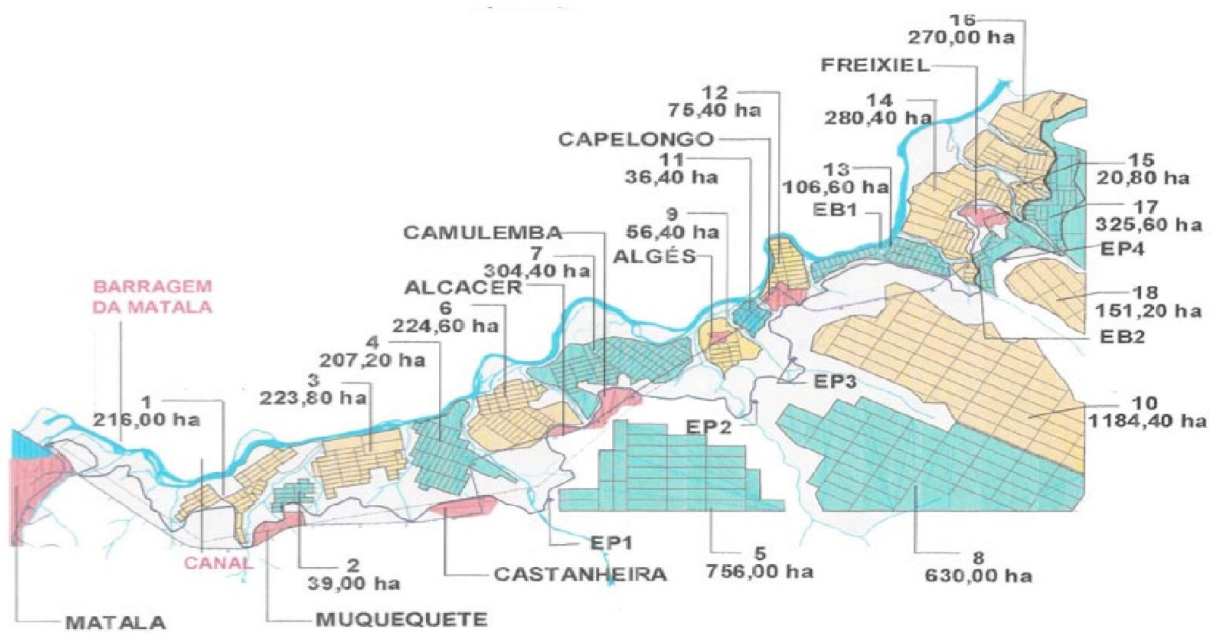 16
270,00 ha
FREIXIEL
12
75,40 ha
14
280,40 ha
CAPELONGO
11
36,40 ha
13
106,60 ha
15
20,80 ha
9
56,40 ha
EB1
17
325,60 ha
CAMULEMBA
7
304,40 ha
ALGÉS
EP4
BARRAGEM
DA MATALA
ALCACER
6
224,60 ha
18
151,20 ha
4
207,20 ha
EB2
3
223,80 ha
EP3
1
216,00 ha
10
1184,40 ha
EP2
CANAL
EP1
5
756,00 ha
8
630,00 ha
2
39,00 ha
CASTANHEIRA
MATALA
MUQUEQUETE